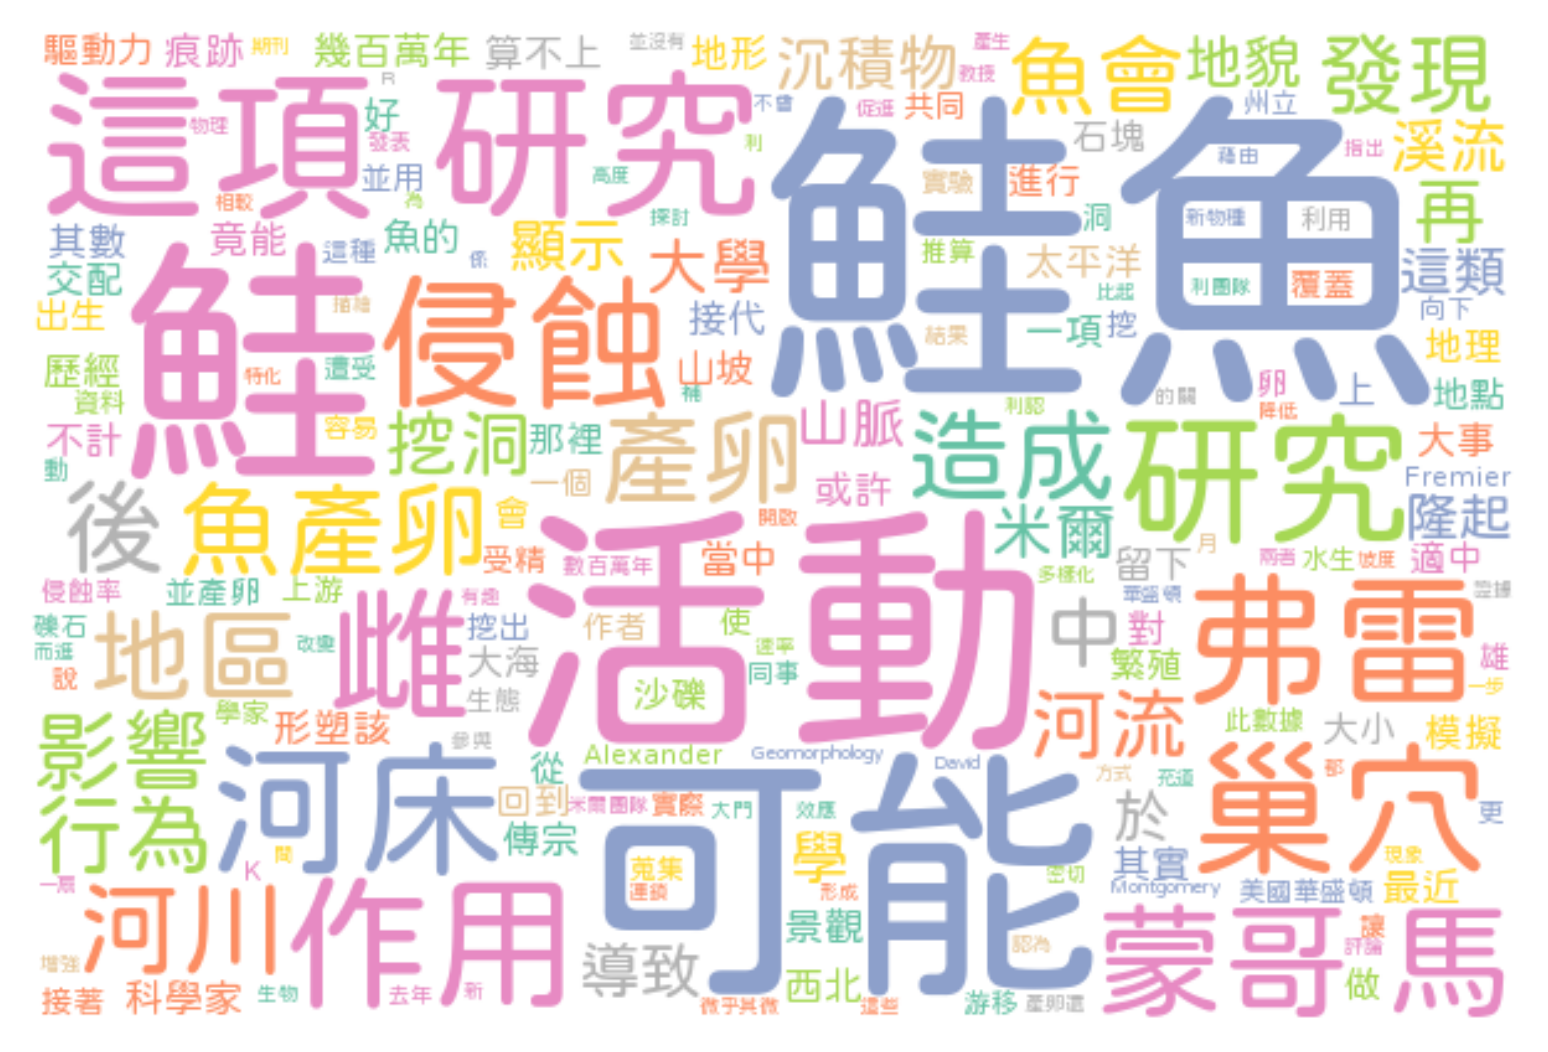 驅動力 痕跡 期刊 幾百萬年 算不上 並沒有 地形 沉積物 產生 教授 魚會 地貌 發現
這項 研究 R 好 物理 發表 並用 相較 為 高度 利 探討 不會 促進 共同 石塊 州立 藉由 指出 溪流
鮭魚 實驗 進行 洞 新物種 利用 再
其數 竟能 這種 魚的 係 顯示 大學 推算 太平洋 比起 利團隊 覆蓋 這類
交配 出生 鮭 侵蝕 接代 結果 一項 挖 向下 地理
歷經 資料 特化 遭受 山坡 補 利認 的關 卵 降低 上 地點
不計 動 容易 挖洞 那裡 產卵 一個 山脈 或許 造成 研究 大事 Fremier
後 魚產卵 會 開啟 米爾 隆起
受精 數百萬年 當中 多樣化 留下 月 兩者 水生 坡度 適中
侵蝕率 並產卵 上游 有趣 活動 華盛頓
礫石 而進 說 地區 改變 雌 挖出 作者 使 大海 同事 生態 沙礫 中 對 繁殖 弗雷 雄 一步
影響 學家 形塑該 參與 河流 此數據 大小 模擬
Alexander Geomorphology David
行為 河床 從 回到 米爾團隊 實際 大門 效應 方式 充道 都 巢穴 更
傳宗 可能 於
間 K 蒐集 連鎖 學 形成 密切 其實 現象
一扇 Montgomery 美國華盛頓 最近
河川 作用 景觀 認為 蒙哥馬 讓 評論
增強 導致
接著 科學家 生物 去年 新 微乎其微 西北 這些 游移 產卵還 做